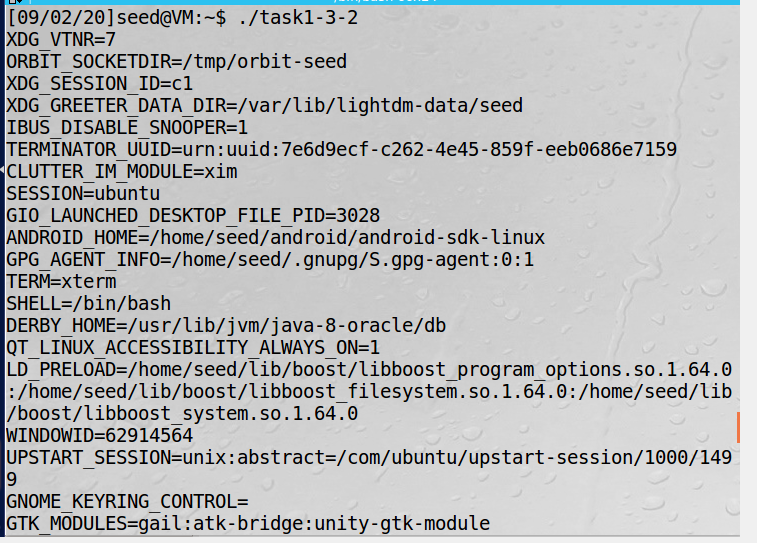 [09/02/20]seed@VM:~$ ./task1-3-2
XDG_VTNR=7
ORBIT_SOCKETDIR=/tmp/orbit-seed
XDG_SESSION_ID=c1
XDG_GREETER_DATA_DIR=/var/lib/lightdm-data/seed
IBUS_DISABLE_SNOOPER=1
TERMINATOR_UUID=urn:uuid:7e6d9ecf-c262-4e45-859f-eeb0686e7159
CLUTTER_IM_MODULE=xim
SESSION=ubuntu
GIO_LAUNCHED_DESKTOP_FILE_PID=3028
ANDROID_HOME=/home/seed/android/android-sdk-linux
GPG_AGENT_INFO=/home/seed/.gnupg/S.gpg-agent:0:1
TERM=xterm
SHELL=/bin/bash
DERBY_HOME=/usr/lib/jvm/java-8-oracle/db
QT_LINUX_ACCESSIBILITY_ALWAYS_ON=1
LD_PRELOAD=/home/seed/lib/boost/libboost_program_options.so.1.64.0
:/home/seed/lib/boost/libboost_filesystem.so.1.64.0:/home/seed/lib
/boost/libboost_system.so.1.64.0
WINDOWID=62914564
UPSTART_SESSION=unix:abstract=/com/ubuntu/upstart-session/1000/149
9
GNOME_KEYRING_CONTROL=
GTK_MODULES=gail:atk-bridge:unity-gtk-module